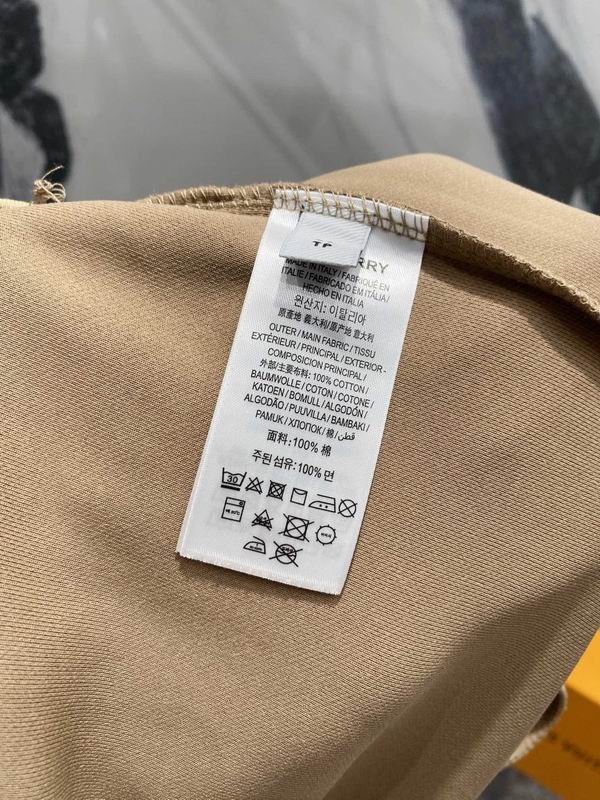 RRY
MADE IN ITALY / FABRIQUÉ EN
ITALIE / FABRICADO EM ITÁLIA /
HECHO EN ITALIA
원산지: 이탈리아
原產地 義大利/原产地 意大利
OUTER / MAIN FABRIC / TISSU
EXTÉRIEUR / PRINCIPAL / EXTERIOR -
COMPOSICION PRINCIPAL /
外部/主要布料: 100% COTTON /
BAUMWOLLE / COTON / COTONE /
KATOEN / BOMULL / ALGODÓN /
ALGODÃO / PUUVILLA / BAMBAKI /
PAMUK / ХЛОПОК / 棉 / قطن
面料: 100% 棉
주된 섬유: 100% 면
30